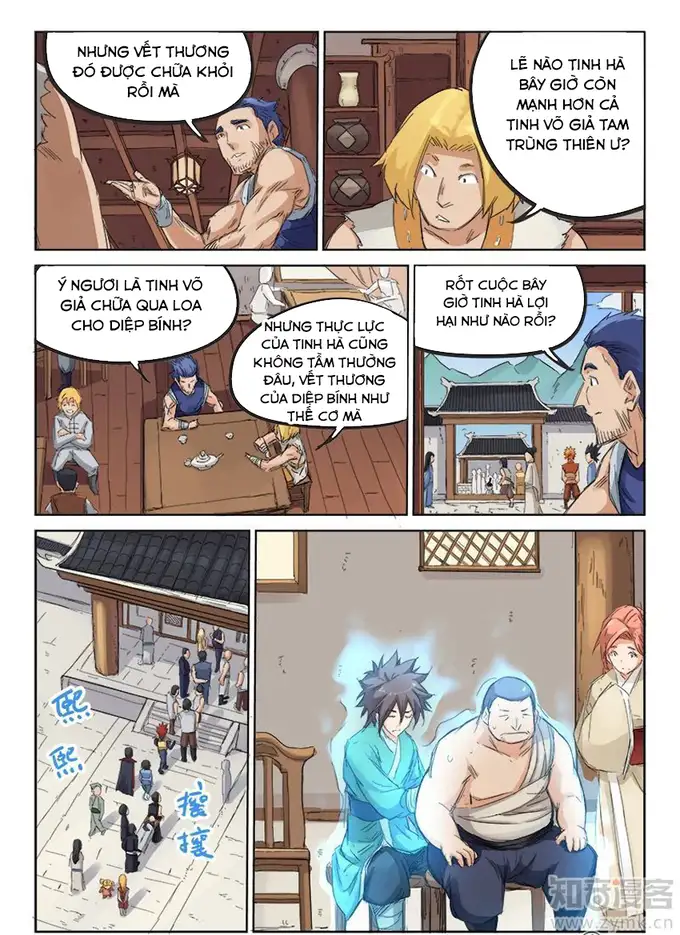 NHƯNG VẾT THƯƠNG
ĐÓ ĐƯỢC CHỮA KHỎI
RỒI MÀ
LẼ NÀO TINH HÀ
BÂY GIỜ CÒN
MẠNH HƠN CẢ
TINH VÕ GIẢ TAM
TRÙNG THIÊN Ư?
Ý NGƯƠI LÀ TINH VÕ
GIẢ CHỮA QUA LOA
CHO DIỆP BÍNH?
NHƯNG THỰC LỰC
CỦA TINH HÀ CŨNG
KHÔNG TẦM THƯỜNG
ĐÂU, VẾT THƯƠNG
CỦA DIỆP BÍNH NHƯ
THẾ CƠ MÀ
RỐT CUỘC BÂY
GIỜ TINH HÀ LỢI
HẠI NHƯ NÀO RỒI?
熙熙
攘攘
知音漫客
www.zymk.cn